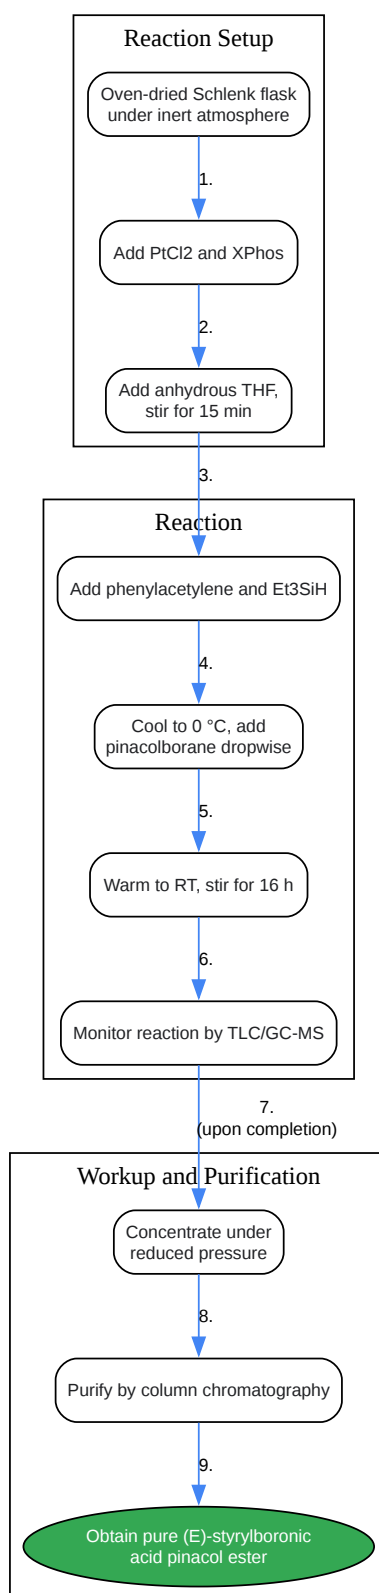 Reaction Setup
Oven-dried Schlenk flask
under inert atmosphere
1.
Add PtCl2 and XPhos
2.
Add anhydrous THF,
stir for 15 min
3.
Reaction
Add phenylacetylene and Et3SiH
4.
Cool to 0 °C, add
pinacolborane dropwise
5.
Warm to RT, stir for 16 h
6.
Monitor reaction by TLC/GC-MS
7.
(upon completion)
Workup and Purification
Concentrate under
reduced pressure
8.
Purify by column chromatography
9.
Obtain pure (E)-styrylboronic
acid pinacol ester